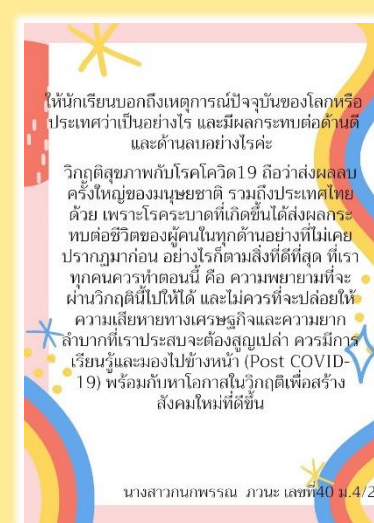 ให้นักเรียนบอกถึงเหตุการณ์ปัจจุบันของโลกหรือ
ประเทศว่าเป็นอย่างไร และมีผลกระทบต่อด้านดี
และด้านลบอย่างไรค่ะ
วิกฤติสุขภาพกับโรคโควิด19 ถือว่าส่งผลลบ
ครั้งใหญ่ของมนุษยชาติ รวมถึงประเทศไทย
ด้วย เพราะโรคระบาดที่เกิดขึ้นได้ส่งผลกระ
ทบต่อชีวิตของผู้คนในทุกด้านอย่างที่ไม่เคย
ปรากฏมาก่อน อย่างไรก็ตามสิ่งที่ดีที่สุด ที่เรา
ทุกคนควรทำตอนนี้ คือ ความพยายามที่จะ
ผ่านวิกฤตินี้ไปให้ได้ และไม่ควรที่จะปล่อยให้
ความเสียหายทางเศรษฐกิจและความยาก
ลำบากที่เราประสบจะต้องสูญเปล่า ควรมีการ
เรียนรู้และมองไปข้างหน้า (Post COVID-
19) พร้อมกับหาโอกาสในวิกฤติเพื่อสร้าง
สังคมใหม่ที่ดีขึ้น
นางสาวกนกพรรณ ภวนะ เลขที่40 ม.4/2